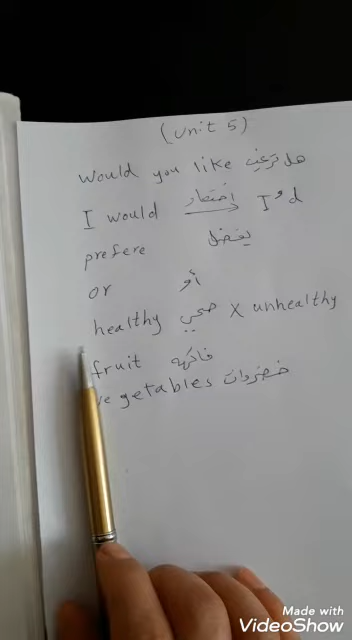 (Unit 5)
Would you like هل ترغب
I would اختصار I'd
prefere يفضل
or أو
healthy صحي X unhealthy
fruit فاكهه
vegetables خضروات
Made with
VideoShow